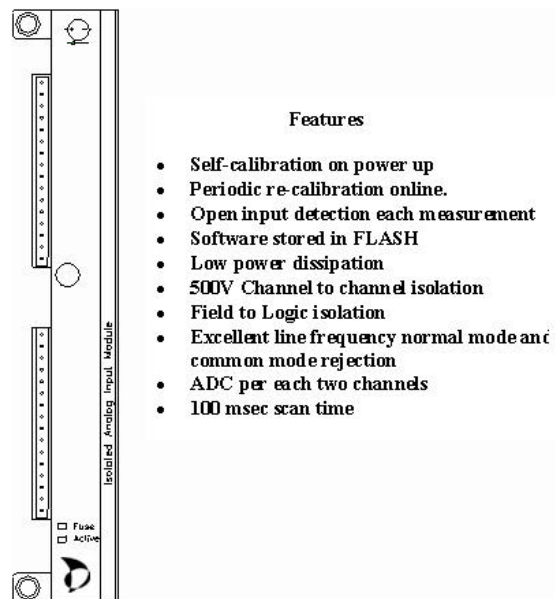 Features
• Self-calibration on power up
• Periodic re-calibration online.
• Open input detection each measurement
• Software stored in FLASH
• Low power dissipation
• 500V Channel to channel isolation
• Field to Logic isolation
• Excellent line frequency normal mode and
common mode rejection
• ADC per each two channels
• 100 msec scan time
Isolated Analog Input Module
Fuse
Active